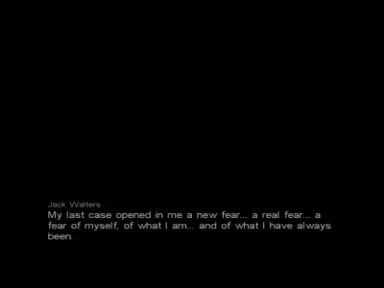 Jack Walters
My last case opened in me a new fear... a real fear... a
fear of myself, of what I am... and of what I have always
been.